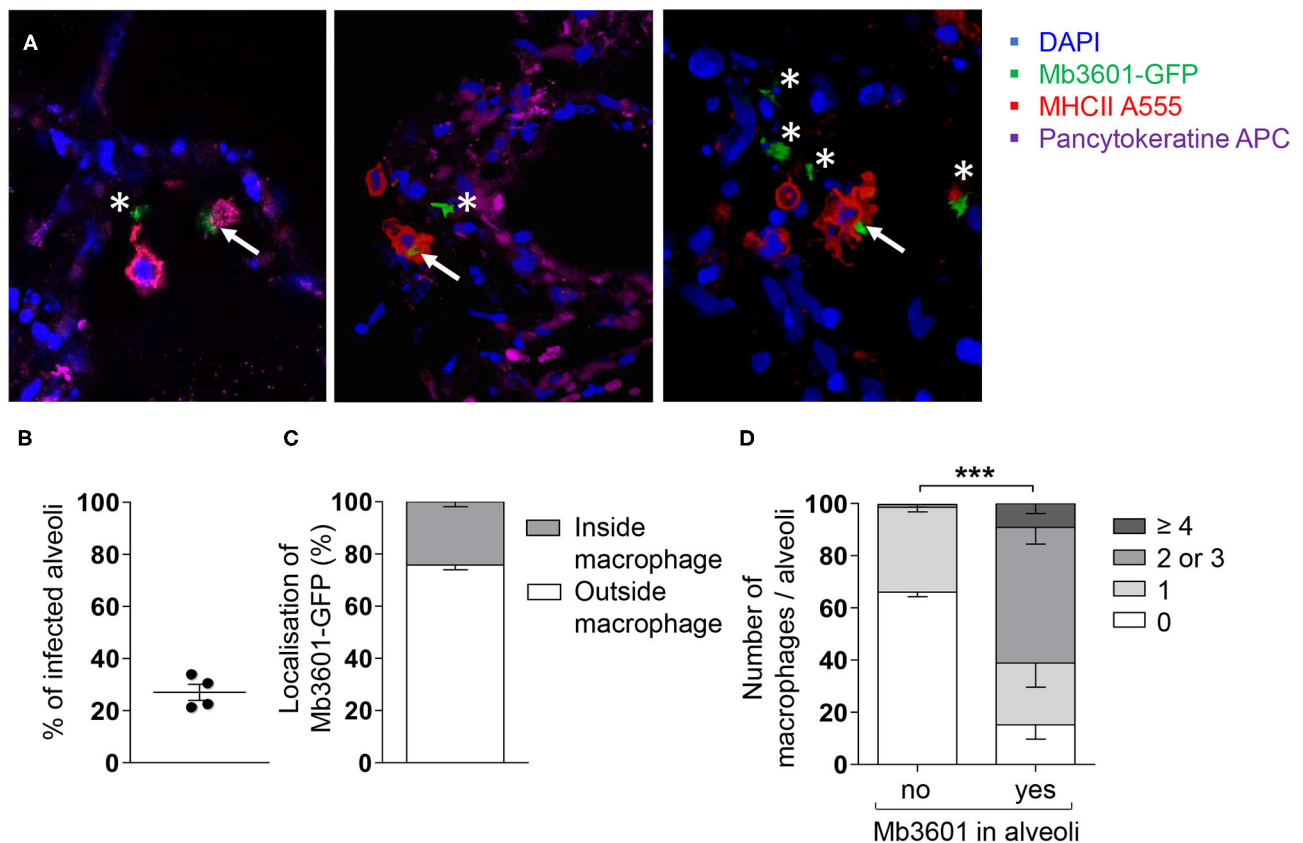 A
* * * * * *
DAPI
Mb3601-GFP
MHCII A555
Pancytokeratine APC
B
% of infected alveoli
100
80
60
40
20
0
C
Localisation of
Mb3601-GFP (%)
100
80
60
40
20
0
Inside
macrophage
Outside
macrophage
D
***
Number of
macrophages / alveoli
100
80
60
40
20
0
≥ 4
2 or 3
1
0
no yes
Mb3601 in alveoli